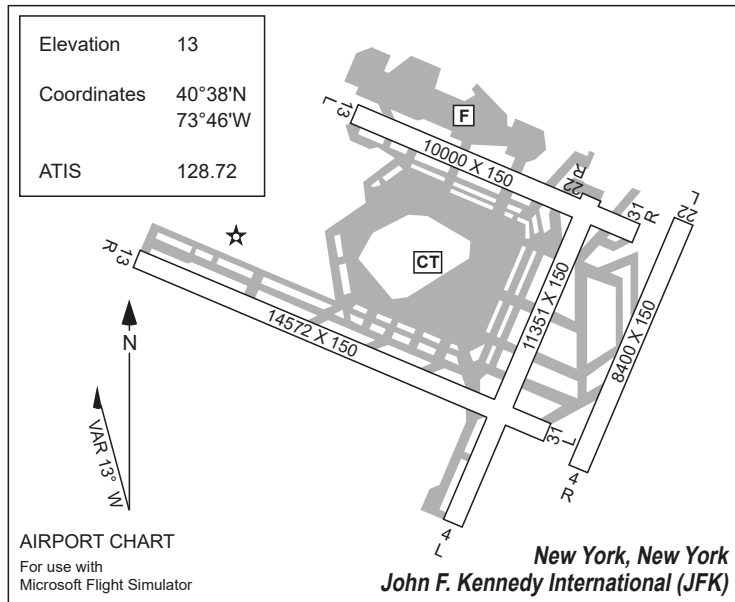 Elevation 13
Coordinates 40°38'N
73°46'W
ATIS 128.72
F
13
L
10000 X 150
22
R
31
R
22
L
CT
13
R
14572 X 150
11351 X 150
8400 X 150
N
VAR 13° W
31
L
4
R
4
L
AIRPORT CHART
For use with
Microsoft Flight Simulator
New York, New York
John F. Kennedy International (JFK)